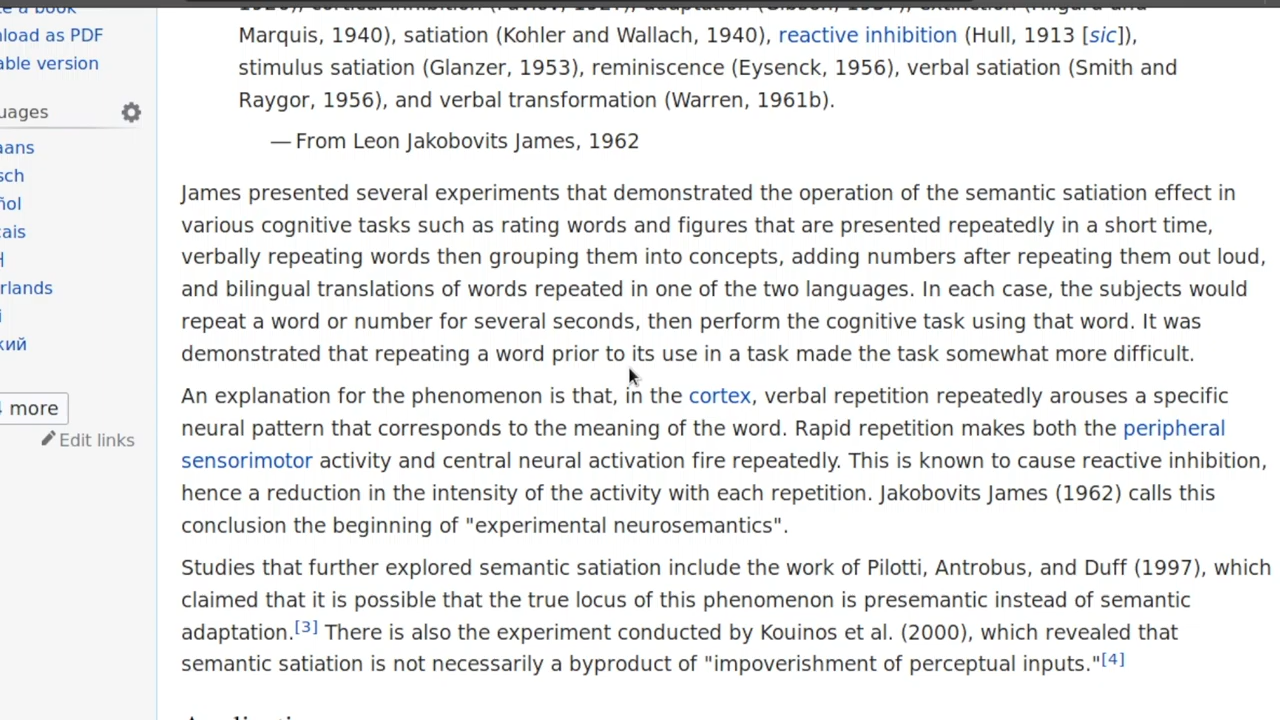 te a book
nload as PDF
able version
uages
aans
sch
ñol
cais
rlands
i
кий
more
Edit links
Marquis, 1940), satiation (Kohler and Wallach, 1940), reactive inhibition (Hull, 1913 [sic]),
stimulus satiation (Glanzer, 1953), reminiscence (Eysenck, 1956), verbal satiation (Smith and
Raygor, 1956), and verbal transformation (Warren, 1961b).
— From Leon Jakobovits James, 1962
James presented several experiments that demonstrated the operation of the semantic satiation effect in
various cognitive tasks such as rating words and figures that are presented repeatedly in a short time,
verbally repeating words then grouping them into concepts, adding numbers after repeating them out loud,
and bilingual translations of words repeated in one of the two languages. In each case, the subjects would
repeat a word or number for several seconds, then perform the cognitive task using that word. It was
demonstrated that repeating a word prior to its use in a task made the task somewhat more difficult.
An explanation for the phenomenon is that, in the cortex, verbal repetition repeatedly arouses a specific
neural pattern that corresponds to the meaning of the word. Rapid repetition makes both the peripheral
sensorimotor activity and central neural activation fire repeatedly. This is known to cause reactive inhibition,
hence a reduction in the intensity of the activity with each repetition. Jakobovits James (1962) calls this
conclusion the beginning of "experimental neurosemantics".
Studies that further explored semantic satiation include the work of Pilotti, Antrobus, and Duff (1997), which
claimed that it is possible that the true locus of this phenomenon is presemantic instead of semantic
adaptation.[3] There is also the experiment conducted by Kouinos et al. (2000), which revealed that
semantic satiation is not necessarily a byproduct of "impoverishment of perceptual inputs."[4]